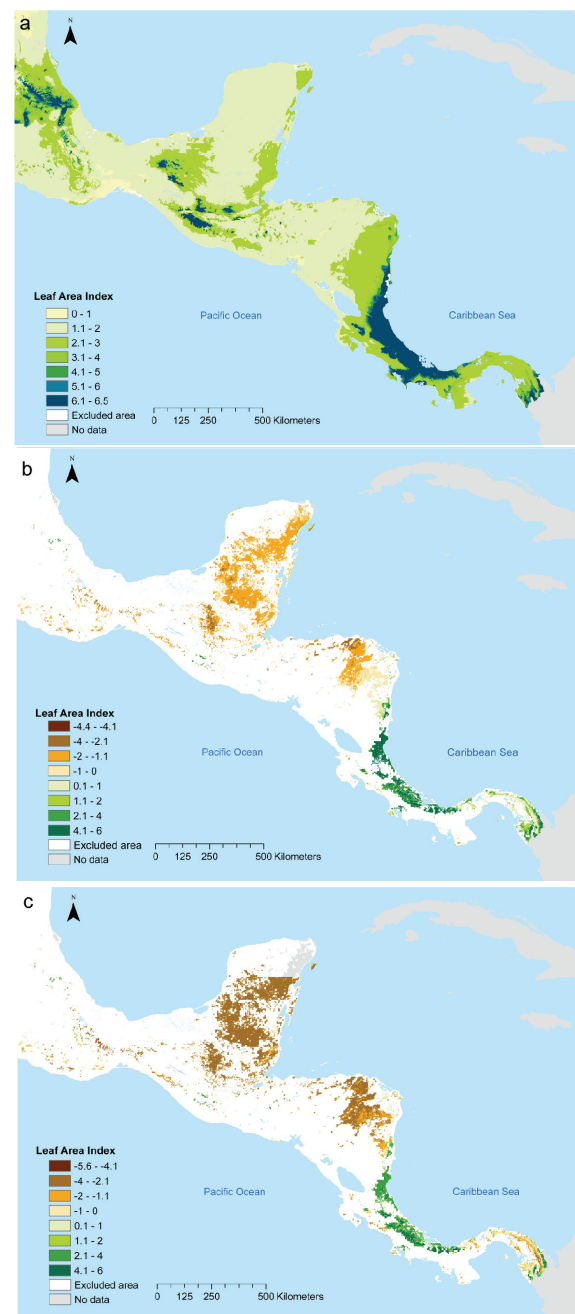 a
N
Leaf Area Index
0 - 1
1.1 - 2
2.1 - 3
3.1 - 4
4.1 - 5
5.1 - 6
6.1 - 6.5
Excluded area
No data
Pacific Ocean
Caribbean Sea
0 125 250 500 Kilometers
b
N
Leaf Area Index
-4.4 - -4.1
-4 - -2.1
-2 - -1.1
-1 - 0
0.1 - 1
1.1 - 2
2.1 - 4
4.1 - 6
Excluded area
No data
Pacific Ocean
Caribbean Sea
0 125 250 500 Kilometers
c
N
Leaf Area Index
-5.6 - -4.1
-4 - -2.1
-2 - -1.1
-1 - 0
0.1 - 1
1.1 - 2
2.1 - 4
4.1 - 6
Excluded area
No data
Pacific Ocean
Caribbean Sea
0 125 250 500 Kilometers